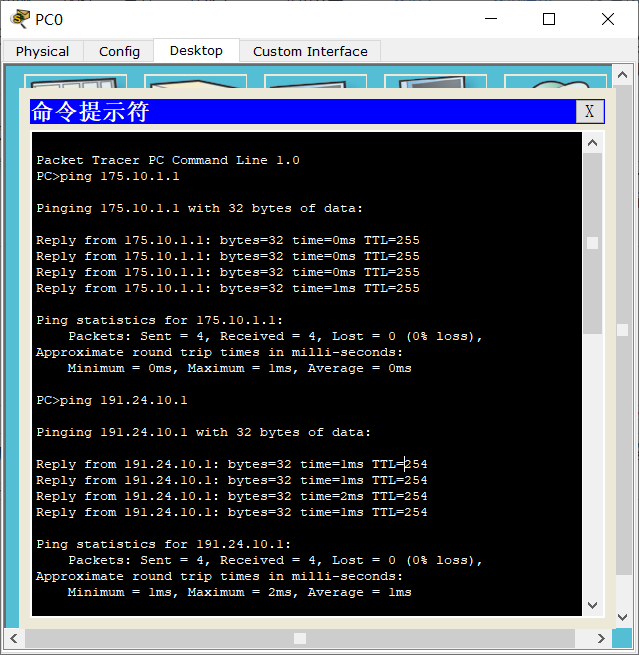 PC0
Physical Config Desktop Custom Interface
命令提示符 X
Packet Tracer PC Command Line 1.0
PC>ping 175.10.1.1
Pinging 175.10.1.1 with 32 bytes of data:
Reply from 175.10.1.1: bytes=32 time=0ms TTL=255
Reply from 175.10.1.1: bytes=32 time=0ms TTL=255
Reply from 175.10.1.1: bytes=32 time=0ms TTL=255
Reply from 175.10.1.1: bytes=32 time=1ms TTL=255
Ping statistics for 175.10.1.1:
Packets: Sent = 4, Received = 4, Lost = 0 (0% loss),
Approximate round trip times in milli-seconds:
Minimum = 0ms, Maximum = 1ms, Average = 0ms
PC>ping 191.24.10.1
Pinging 191.24.10.1 with 32 bytes of data:
Reply from 191.24.10.1: bytes=32 time=1ms TTL=254
Reply from 191.24.10.1: bytes=32 time=1ms TTL=254
Reply from 191.24.10.1: bytes=32 time=2ms TTL=254
Reply from 191.24.10.1: bytes=32 time=1ms TTL=254
Ping statistics for 191.24.10.1:
Packets: Sent = 4, Received = 4, Lost = 0 (0% loss),
Approximate round trip times in milli-seconds:
Minimum = 1ms, Maximum = 2ms, Average = 1ms